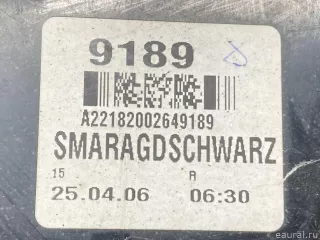 9189
A22182002649189
SMARAGDSCHWARZ
15 A
25.04.06 06:30
eaural.ru